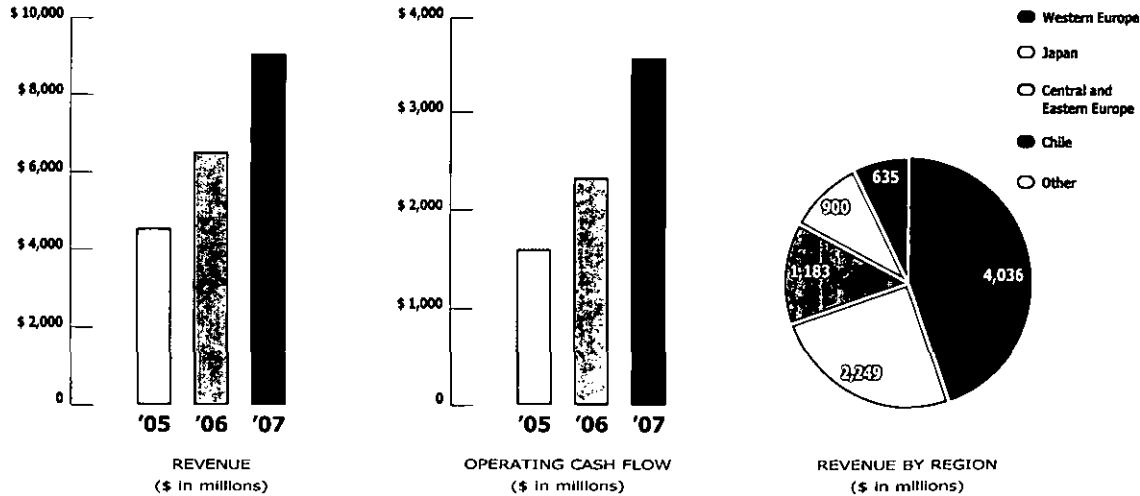 $ 10,000
$ 8,000
$ 6,000
$ 4,000
$ 2,000
0
'05 '06 '07
REVENUE
($ in millions)
$ 4,000
$ 3,000
$ 2,000
$ 1,000
0
'05 '06 '07
OPERATING CASH FLOW
($ in millions)
Western Europe
Japan
Central and
Eastern Europe
Chile
Other
635
900
1,183
4,036
2,249
REVENUE BY REGION
($ in millions)